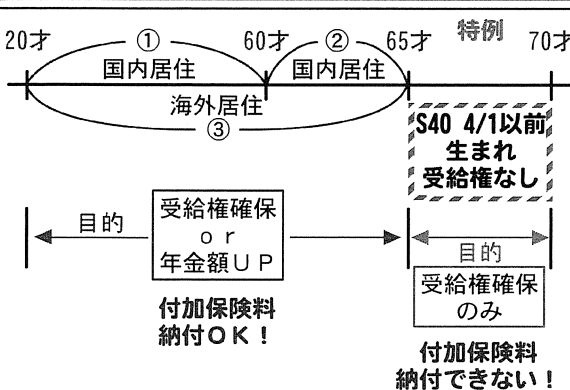 20才 ① 60才 ② 65才 特例 70才
国内居住 国内居住
海外居住
③
S40 4/1以前
生まれ
受給権なし
目的
受給権確保
or
年金額UP
目的
受給権確保
のみ
付加保険料
納付OK!
付加保険料
納付できない!